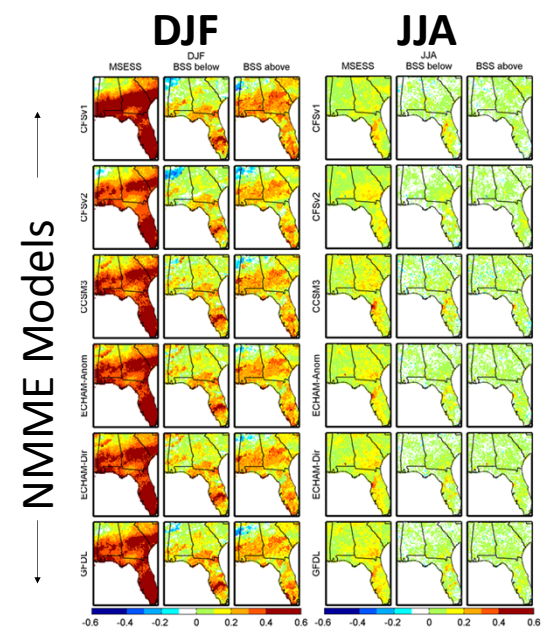 DJF JJA
DJF JJA
MSESS BSS below BSS above MSESS BSS below BSS above
NMME Models
CFSv1 CFSv1
CFSv2 CFSv2
CCSM3 CCSM3
ECHAM-Anom ECHAM-Anom
ECHAM-Dir ECHAM-Dir
GFDL GFDL
-0.6 -0.4 -0.2 0 0.2 0.4 0.6 -0.6 -0.4 -0.2 0 0.2 0.4 0.6